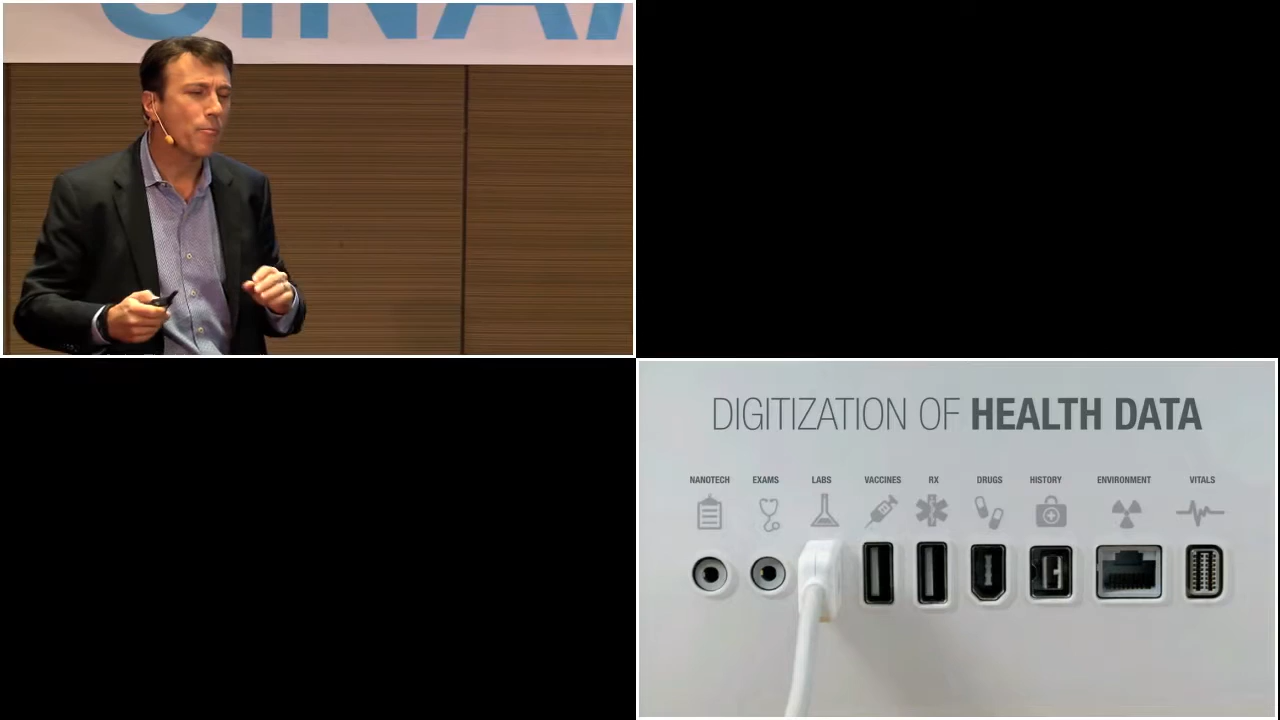 DIGITIZATION OF HEALTH DATA
NANOTECH EXAMS LABS VACCINES RX DRUGS HISTORY ENVIRONMENT VITALS